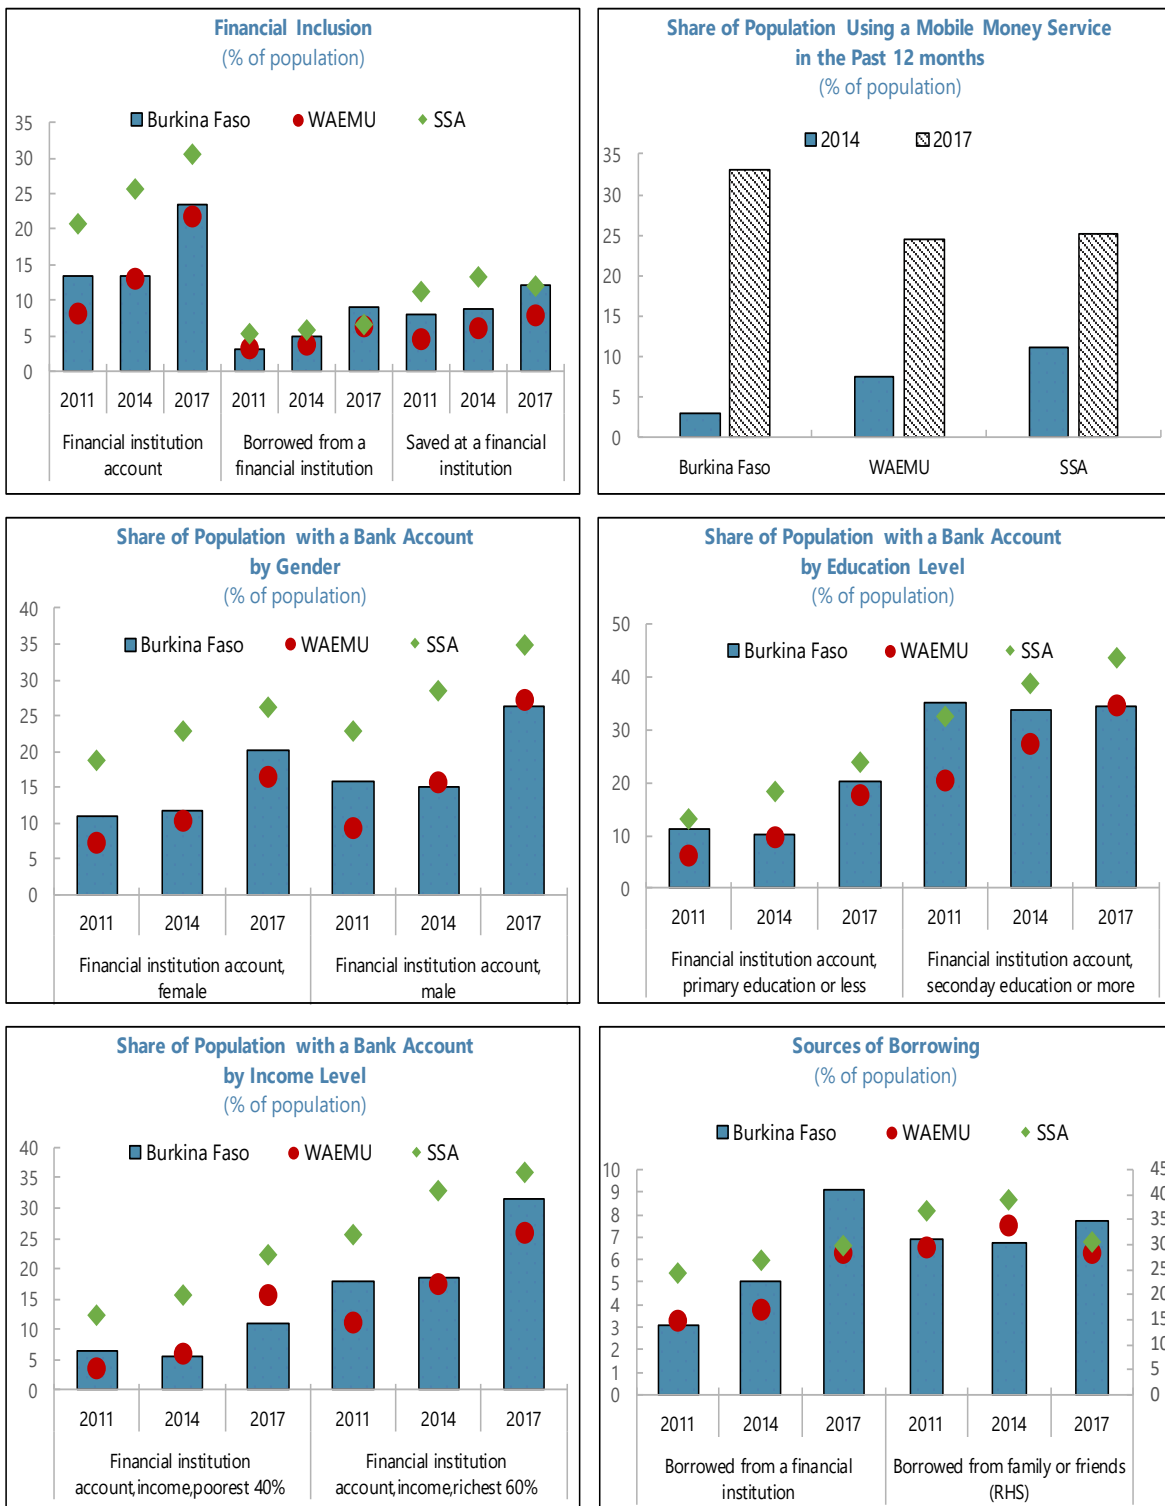 Financial Inclusion
(% of population)
Burkina Faso WAEMU SSA
35
30
25
20
15
10
5
0
2011 2014 2017 2011 2014 2017 2011 2014 2017
Financial institution account
Borrowed from a financial institution
Saved at a financial institution
Share of Population Using a Mobile Money Service
in the Past 12 months
(% of population)
2014 2017
35
30
25
20
15
10
5
0
Burkina Faso WAEMU SSA
Share of Population with a Bank Account
by Gender
(% of population)
Burkina Faso WAEMU SSA
40
35
30
25
20
15
10
5
0
2011 2014 2017 2011 2014 2017
Financial institution account,
female
Financial institution account,
male
Share of Population with a Bank Account
by Education Level
(% of population)
Burkina Faso WAEMU SSA
50
40
30
20
10
0
2011 2014 2017 2011 2014 2017
Financial institution account,
primary education or less
Financial institution account,
seconday education or more
Share of Population with a Bank Account
by Income Level
(% of population)
Burkina Faso WAEMU SSA
40
35
30
25
20
15
10
5
0
2011 2014 2017 2011 2014 2017
Financial institution
account,income,poorest 40%
Financial institution
account,income,richest 60%
Sources of Borrowing
(% of population)
Burkina Faso WAEMU SSA
10
9
8
7
6
5
4
3
2
1
0
45
40
35
30
25
20
15
10
5
0
2011 2014 2017 2011 2014 2017
Borrowed from a financial
institution
Borrowed from family or friends
(RHS)